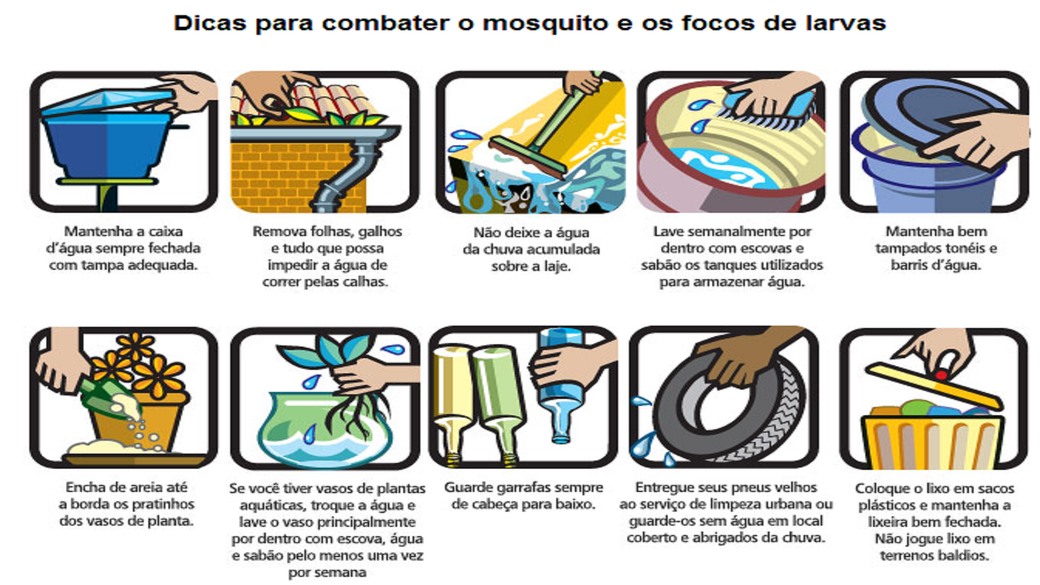 Dicas para combater o mosquito e os focos de larvas
Mantenha a caixa
d'água sempre fechada
com tampa adequada.
Remova folhas, galhos
e tudo que possa
impedir a água de
correr pelas calhas.
Não deixe a água
da chuva acumulada
sobre a laje.
Lave semanalmente por
dentro com escovas e
sabão os tanques utilizados
para armazenar água.
Mantenha bem
tampados tonéis e
barris d'água.
Encha de areia até
a borda os pratinhos
dos vasos de planta.
Se você tiver vasos de plantas
aquáticas, troque a água e
lave o vaso principalmente
por dentro com escova, água
e sabão pelo menos uma vez
por semana
Guarde garrafas sempre
de cabeça para baixo.
Entregue seus pneus velhos
ao serviço de limpeza urbana ou
guarde-os sem água em local
coberto e abrigados da chuva.
Coloque o lixo em sacos
plásticos e mantenha a
lixeira bem fechada.
Não jogue lixo em
terrenos baldios.